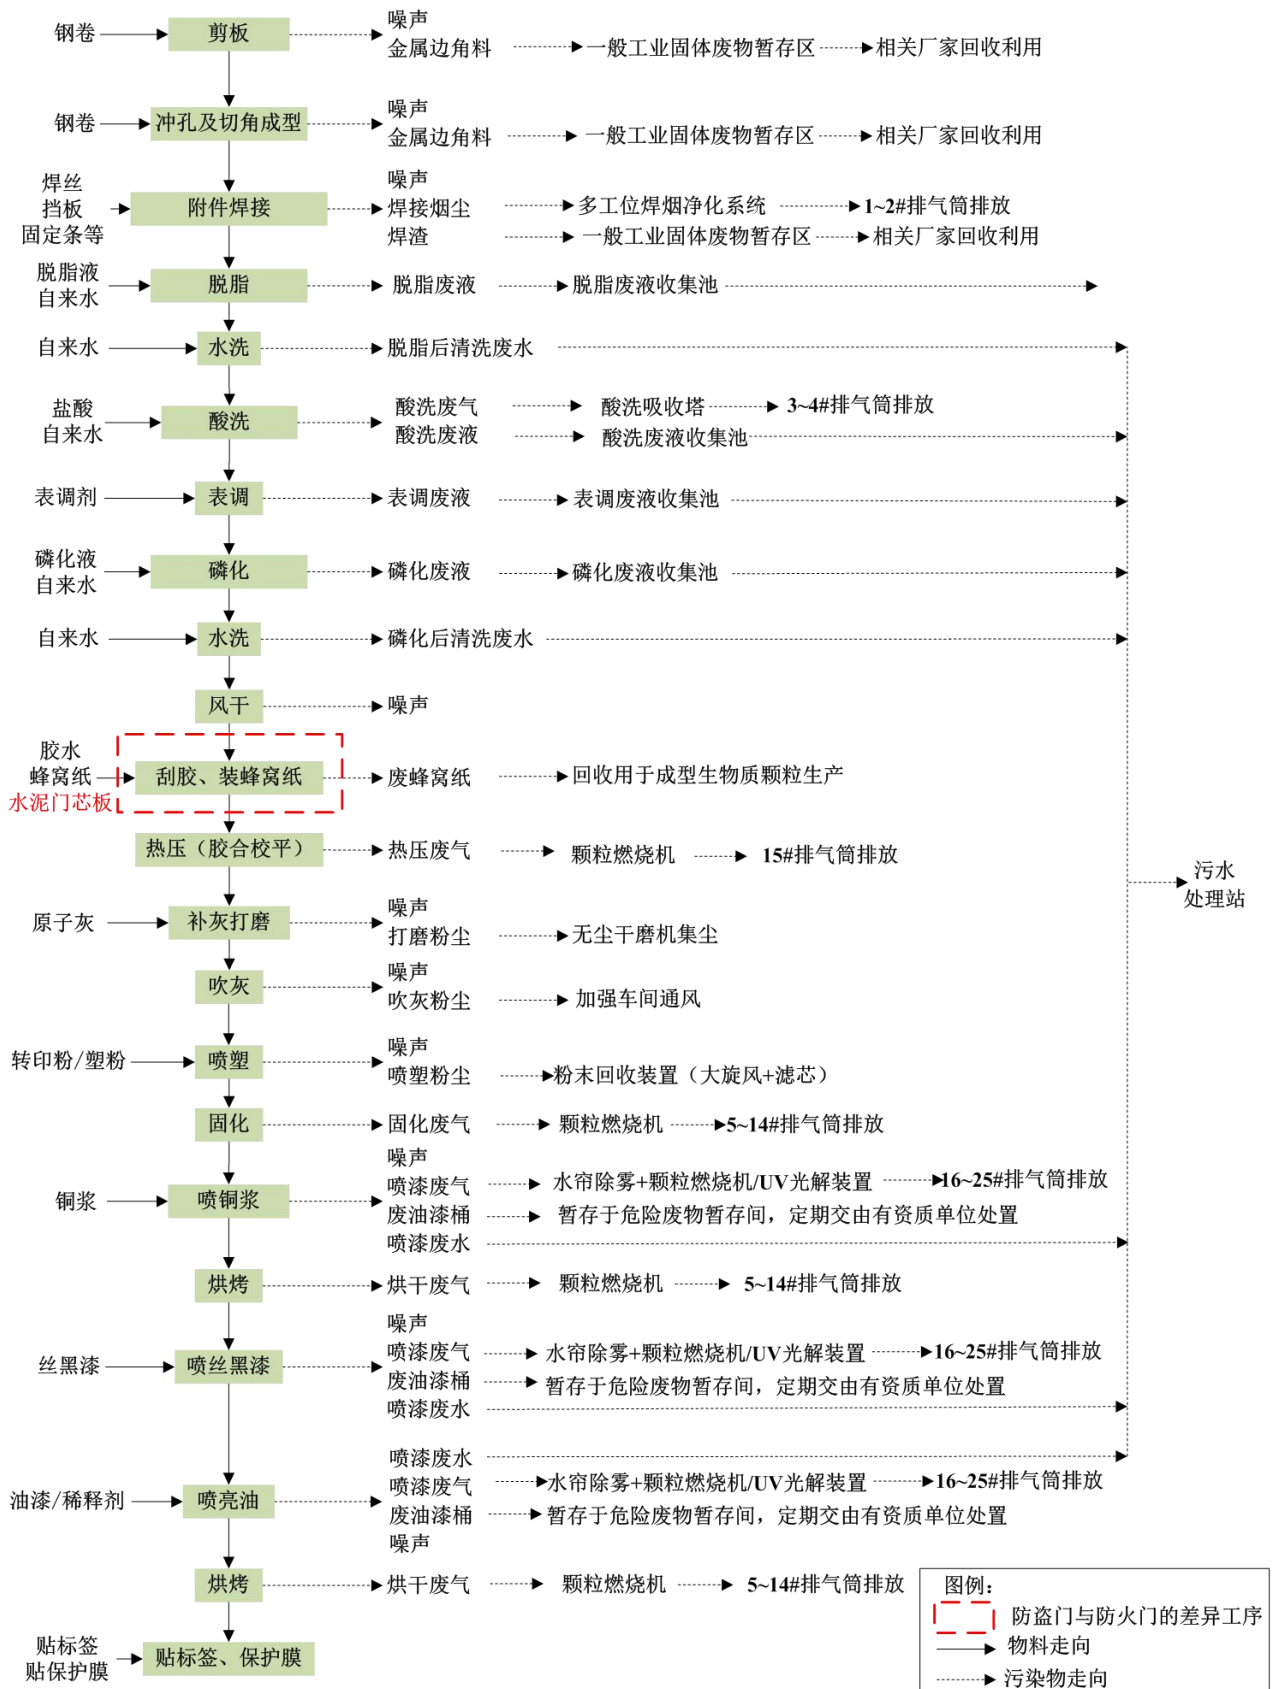 钢卷 剪板 噪声
金属边角料 一般工业固体废物暂存区 相关厂家回收利用
钢卷 冲孔及切角成型 噪声
金属边角料 一般工业固体废物暂存区 相关厂家回收利用
焊丝
挡板
固定条等
附件焊接
噪声
焊接烟尘 多工位焊烟净化系统 1~2#排气筒排放
焊渣 一般工业固体废物暂存区 相关厂家回收利用
脱脂液
自来水
脱脂 脱脂废液 脱脂废液收集池
自来水 水洗 脱脂后清洗废水
盐酸
自来水
酸洗
酸洗废气 酸洗吸收塔 3~4#排气筒排放
酸洗废液 酸洗废液收集池
表调剂 表调 表调废液 表调废液收集池
磷化液
自来水
磷化 磷化废液 磷化废液收集池
自来水 水洗 磷化后清洗废水
风干 噪声
胶水
蜂窝纸
水泥门芯板
刮胶、装蜂窝纸 废蜂窝纸 回收用于成型生物质颗粒生产
热压（胶合校平） 热压废气 颗粒燃烧机 15#排气筒排放
污水
处理站
原子灰 补灰打磨 噪声
打磨粉尘 无尘干磨机集尘
吹灰 噪声
吹灰粉尘 加强车间通风
转印粉/塑粉 喷塑 噪声
喷塑粉尘 粉末回收装置（大旋风+滤芯）
固化 固化废气 颗粒燃烧机 5~14#排气筒排放
铜浆 喷铜浆
噪声
喷漆废气 水帘除雾+颗粒燃烧机/UV光解装置 16~25#排气筒排放
废油漆桶 暂存于危险废物暂存间，定期交由有资质单位处置
喷漆废水
烘烤 烘干废气 颗粒燃烧机 5~14#排气筒排放
丝黑漆 喷丝黑漆
噪声
喷漆废气 水帘除雾+颗粒燃烧机/UV光解装置 16~25#排气筒排放
废油漆桶 暂存于危险废物暂存间，定期交由有资质单位处置
喷漆废水
油漆/稀释剂 喷亮油
喷漆废水
喷漆废气 水帘除雾+颗粒燃烧机/UV光解装置 16~25#排气筒排放
废油漆桶 暂存于危险废物暂存间，定期交由有资质单位处置
噪声
烘烤 烘干废气 颗粒燃烧机 5~14#排气筒排放
贴标签
贴保护膜
贴标签、保护膜
图例：
防盗门与防火门的差异工序
物料走向
污染物走向